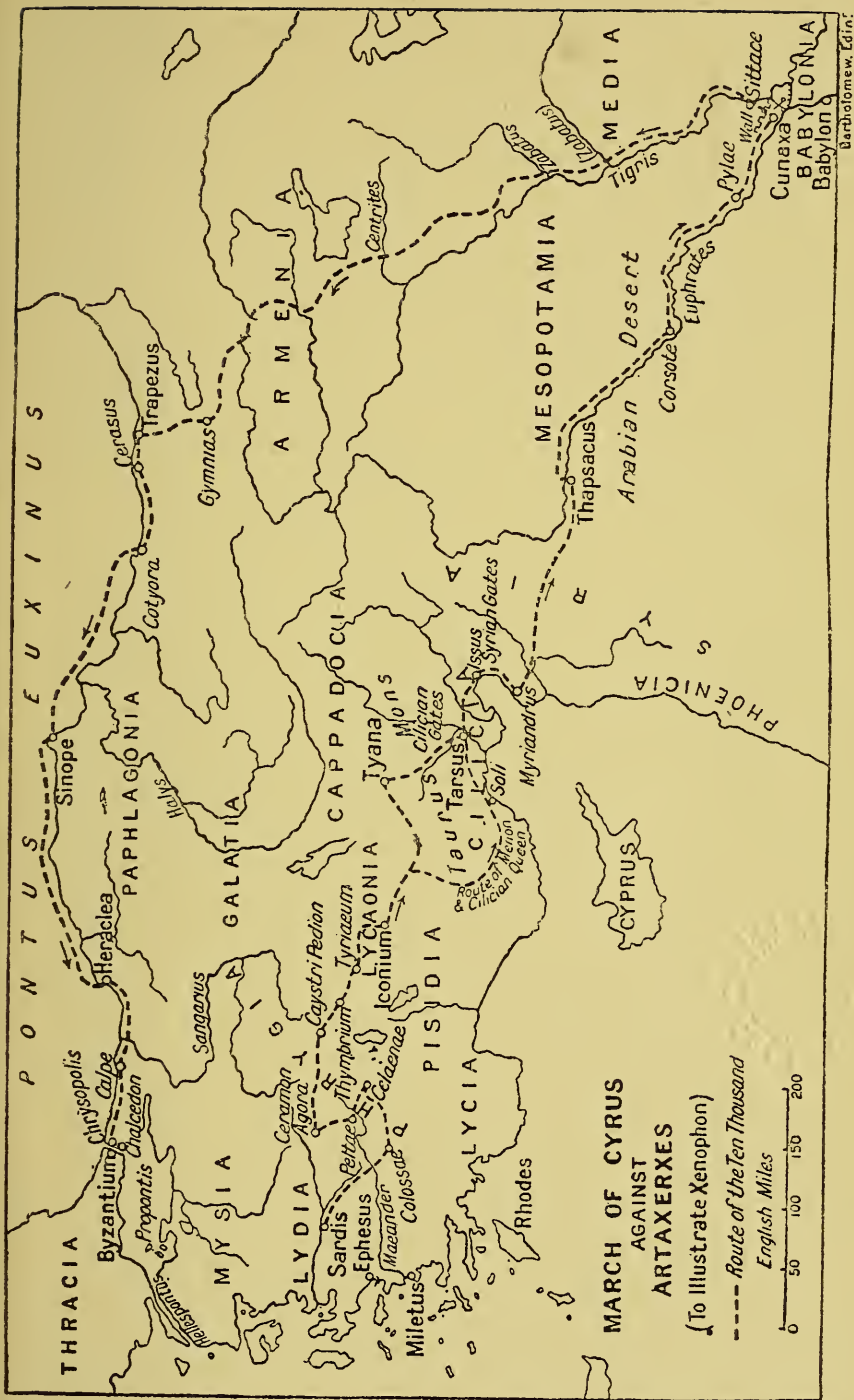 PONTUS EUXINUS
THRACIA
Byzantium
Chrysopolis
Chalcedon
Calpe
Heraclea
Sinope
Cotyora
Cerasus
Trapezus
Gymnias
Propontis
Hellespontus
MYSIA
Sangarius
PAPHLAGONIA
Halys
GALATIA
CAPPADOCIA
ARMENIA
Centrites
LYDIA
Sardis
Ephesus
Maeander
Miletus
Colossae
Peltae
Celaenae
Ceramon
Agora
PHRYGIA
Caystri Pedion
Thymbrium
Tyriaeum
LYCAONIA
Iconium
PISIDIA
LYCIA
Rhodes
Tyana
Taurus Mons
Cilician
Gates
Tarsus
CILICIA
Soli
Route of Menon
& Cilician Queen
Issus
Syrian Gates
Myriandrus
CYPRUS
SYRIA
PHOENICIA
Thapsacus
MESOPOTAMIA
Arabian Desert
Corsote
Euphrates
Pylae
Wall
Sittace
Cunaxa
BABYLONIA
Babylon
Tigris
MEDIA
Zabatus
(Zabatus)
MARCH OF CYRUS
AGAINST
ARTAXERXES
(To Illustrate Xenophon)
Route of the Ten Thousand
English Miles
0 50 100 150 200
Bartholomew, Edinr